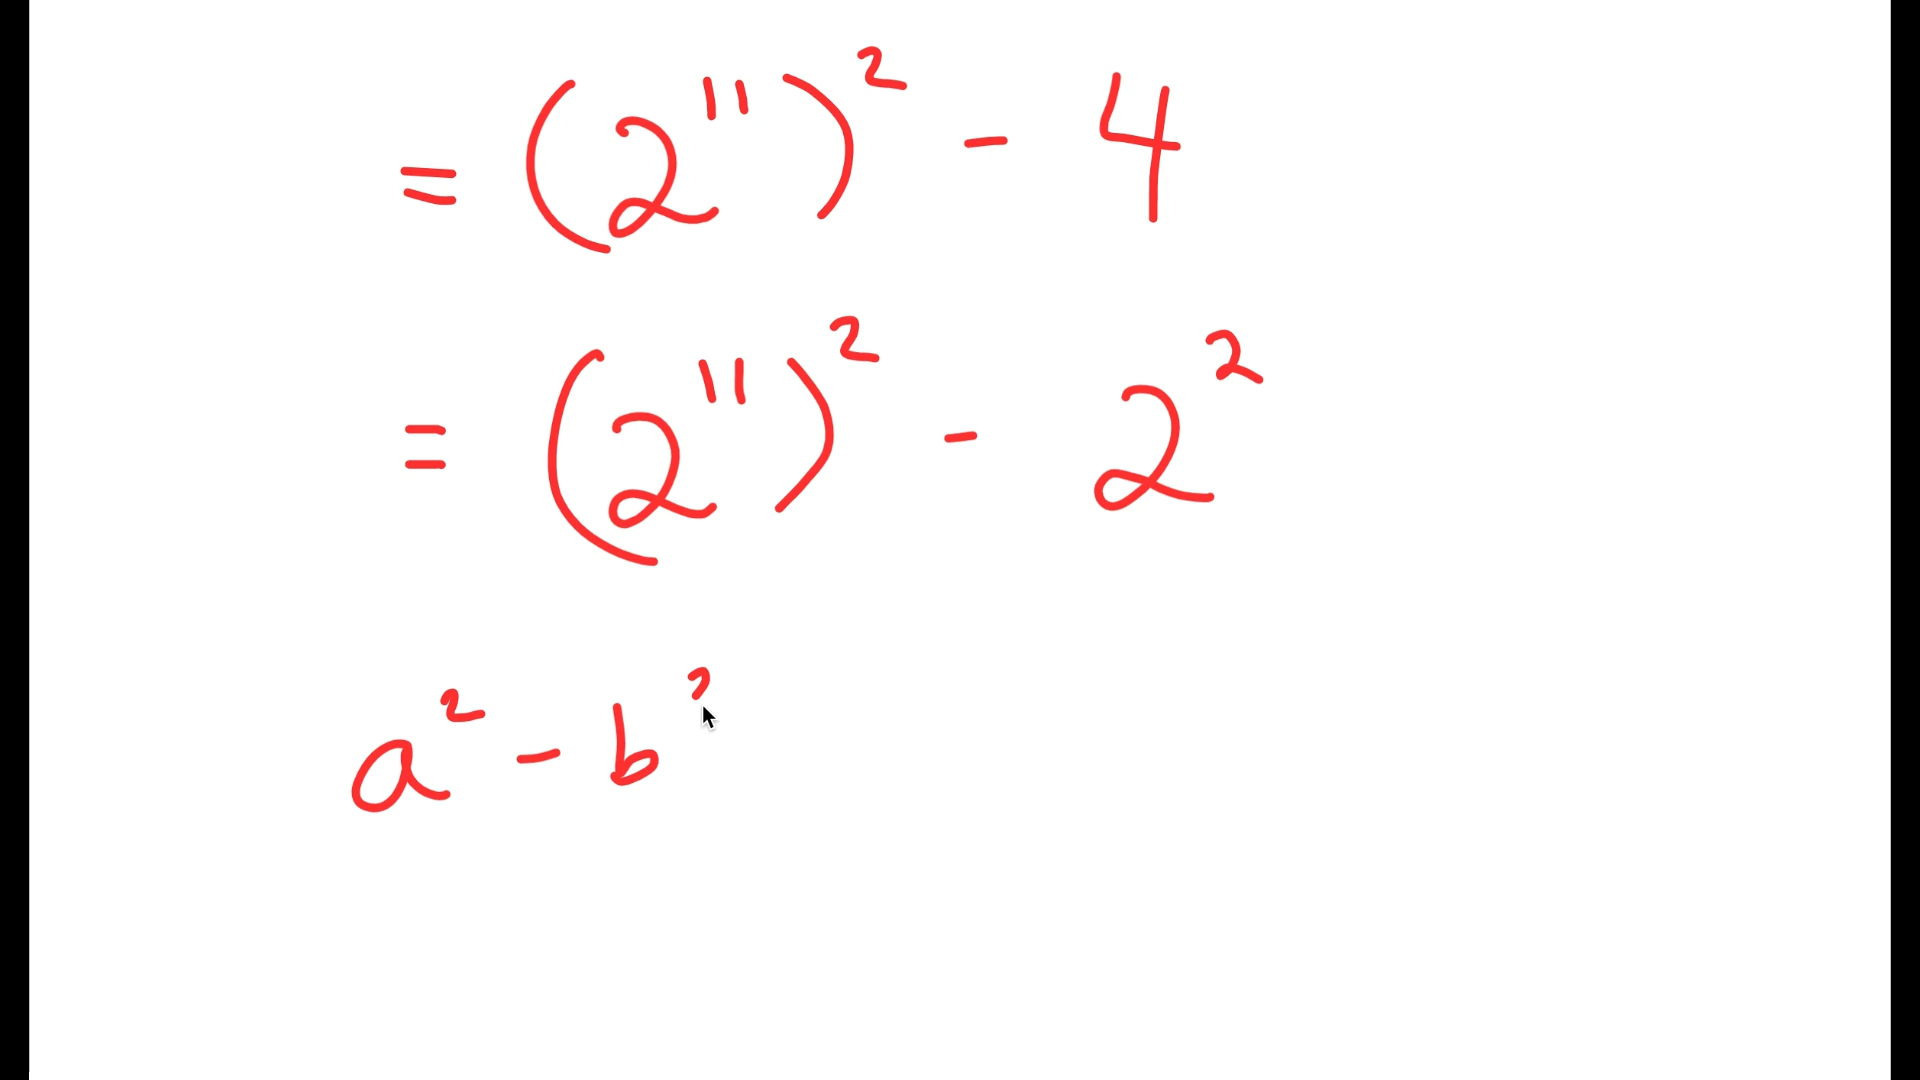 = (2¹¹)² - 4
= (2¹¹)² - 2²
a² - b²